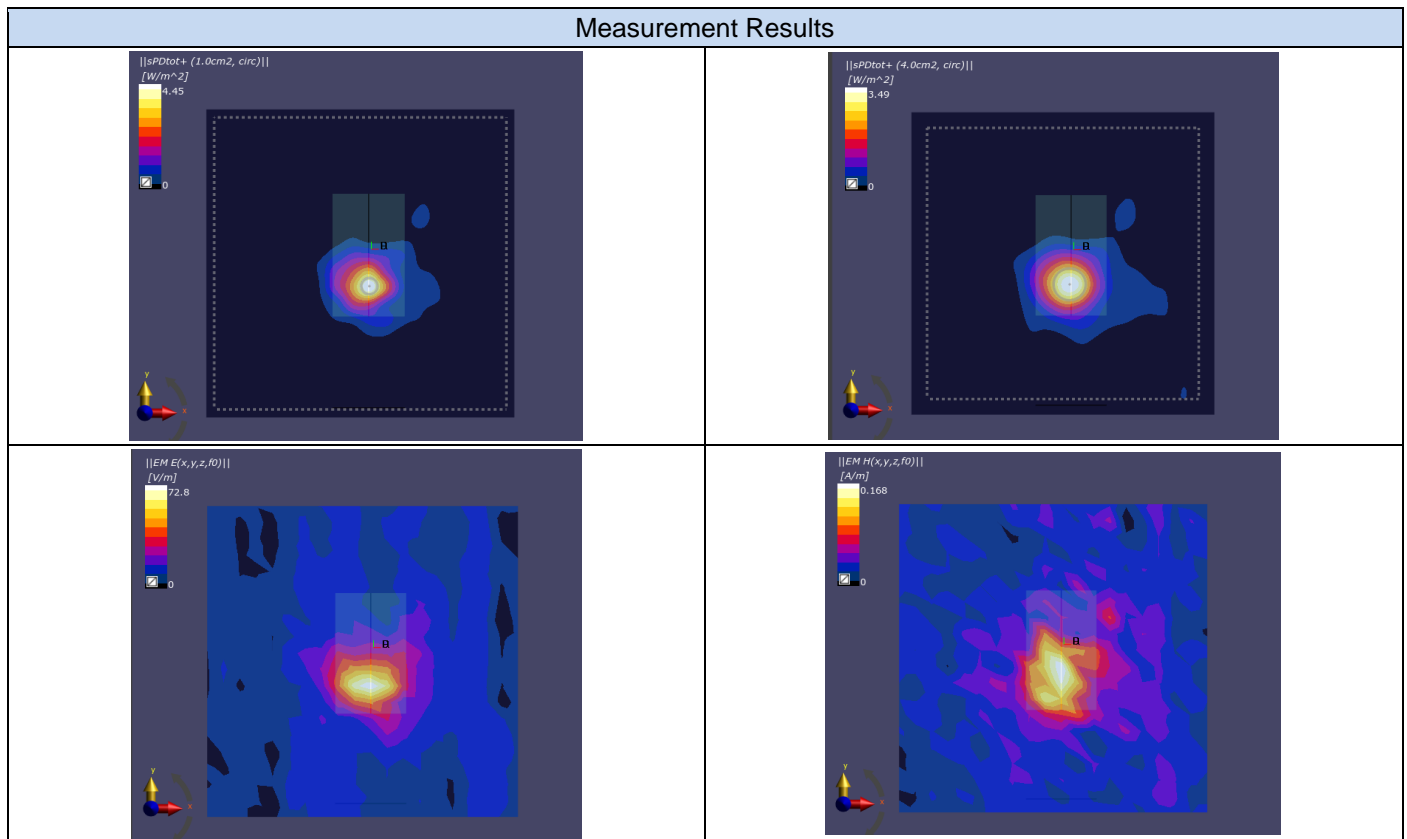 Measurement Results
||sPDtot+ (1.0cm2, circ)||
[W/m^2]
4.45
0
y
x
||sPDtot+ (4.0cm2, circ)||
[W/m^2]
3.49
0
y
x
||EM E(x,y,z,f0)||
[V/m]
72.8
0
y
x
||EM H(x,y,z,f0)||
[A/m]
0.168
0
y
x